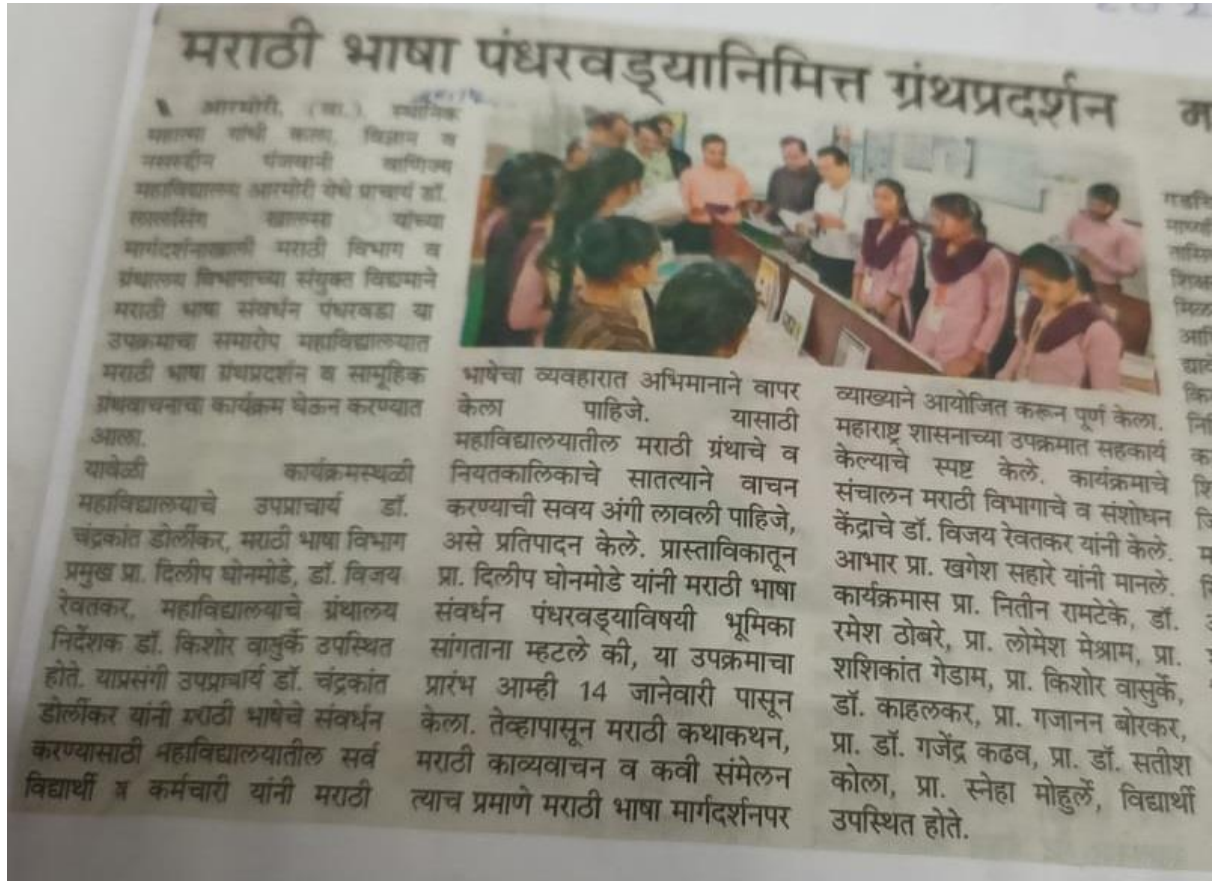 मराठी भाषा पंधरवड्यानिमित्त ग्रंथप्रदर्शन
आरमोरी, (वा.) स्थानिक
महात्मा गांधी कला, विज्ञान व
नसरुद्दीन पंजवानी वाणिज्य
महाविद्यालय आरमोरी येथे प्राचार्य डॉ.
लालसिंग खालसा यांच्या
मार्गदर्शनाखाली मराठी विभाग व
ग्रंथालय विभागाच्या संयुक्त विद्यमाने
मराठी भाषा संवर्धन पंधरवडा या
उपक्रमाचा समारोप महाविद्यालयात
मराठी भाषा ग्रंथप्रदर्शन व सामूहिक
ग्रंथवाचनाचा कार्यक्रम घेऊन करण्यात
आला.
यावेळी कार्यक्रमस्थळी
महाविद्यालयाचे उपप्राचार्य डॉ.
चंद्रकांत डोर्लीकर, मराठी भाषा विभाग
प्रमुख प्रा. दिलीप घोनमोडे, डॉ. विजय
रेवतकर, महाविद्यालयाचे ग्रंथालय
निर्देशक डॉ. किशोर वासुर्के उपस्थित
होते. याप्रसंगी उपप्राचार्य डॉ. चंद्रकांत
डोर्लीकर यांनी मराठी भाषेचे संवर्धन
करण्यासाठी महाविद्यालयातील सर्व
विद्यार्थी व कर्मचारी यांनी मराठी
भाषेचा व्यवहारात अभिमानाने वापर
केला पाहिजे. यासाठी
महाविद्यालयातील मराठी ग्रंथाचे व
नियतकालिकाचे सातत्याने वाचन
करण्याची सवय अंगी लावली पाहिजे,
असे प्रतिपादन केले. प्रास्ताविकातून
प्रा. दिलीप घोनमोडे यांनी मराठी भाषा
संवर्धन पंधरवड्याविषयी भूमिका
सांगताना म्हटले की, या उपक्रमाचा
प्रारंभ आम्ही 14 जानेवारी पासून
केला. तेव्हापासून मराठी कथाकथन,
मराठी काव्यवाचन व कवी संमेलन
त्याच प्रमाणे मराठी भाषा मार्गदर्शनपर
व्याख्याने आयोजित करून पूर्ण केला.
महाराष्ट्र शासनाच्या उपक्रमात सहकार्य
केल्याचे स्पष्ट केले. कार्यक्रमाचे
संचालन मराठी विभागाचे व संशोधन
केंद्राचे डॉ. विजय रेवतकर यांनी केले.
आभार प्रा. खगेश सहारे यांनी मानले.
कार्यक्रमास प्रा. नितीन रामटेके, डॉ.
रमेश ठोबरे, प्रा. लोमेश मेश्राम, प्रा.
शशिकांत गेडाम, प्रा. किशोर वासुर्के,
डॉ. काहलकर, प्रा. गजानन बोरकर,
प्रा. डॉ. गजेंद्र कढव, प्रा. डॉ. सतीश
कोला, प्रा. स्नेहा मोहुर्ले, विद्यार्थी
उपस्थित होते.